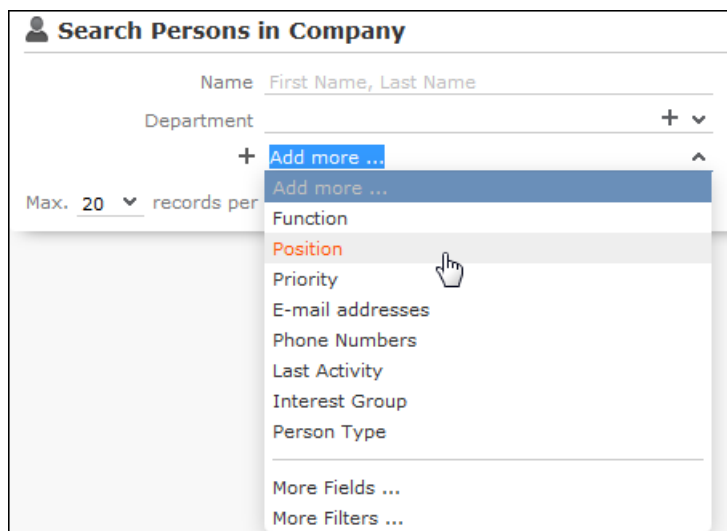 Search Persons in Company
Name First Name, Last Name
Department
Add more ...
Add more ...
Max. 20 records per
Function
Position
Priority
E-mail addresses
Phone Numbers
Last Activity
Interest Group
Person Type
More Fields ...
More Filters ...